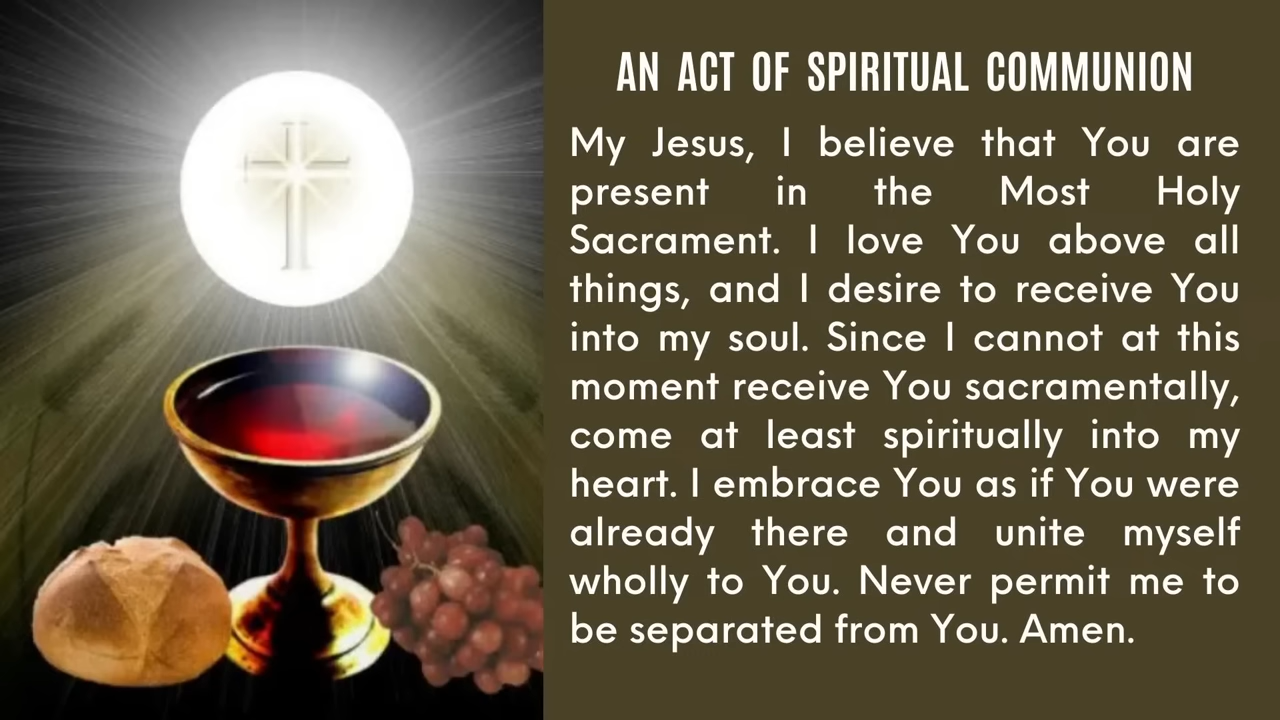 AN ACT OF SPIRITUAL COMMUNION
My Jesus, I believe that You are
present in the Most Holy
Sacrament. I love You above all
things, and I desire to receive You
into my soul. Since I cannot at this
moment receive You sacramentally,
come at least spiritually into my
heart. I embrace You as if You were
already there and unite myself
wholly to You. Never permit me to
be separated from You. Amen.